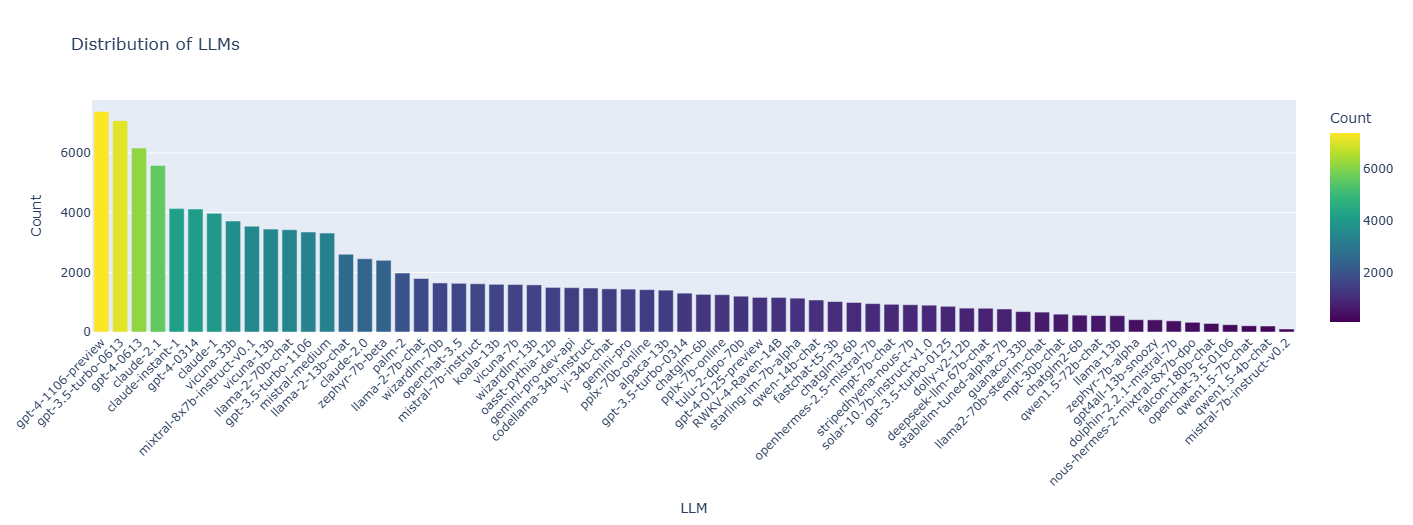 Distribution of LLMs
Count
6000
4000
2000
0
gpt-4-1106-preview
gpt-3.5-turbo-0613
gpt-4-0613
claude-2.1
claude-instant-1
gpt-4-0314
claude-1
vicuna-33b
mixtral-8x7b-instruct-v0.1
vicuna-13b
llama-2-70b-chat
gpt-3.5-turbo-1106
mistral-medium
llama-2-13b-chat
claude-2.0
zephyr-7b-beta
palm-2
llama-2-7b-chat
wizardlm-70b
openchat-3.5
mistral-7b-instruct
koala-13b
vicuna-7b
wizardlm-13b
oasst-pythia-12b
gemini-pro-dev-api
codellama-34b-instruct
yi-34b-chat
gemini-pro
pplx-70b-online
alpaca-13b
gpt-3.5-turbo-0314
chatglm-6b
pplx-7b-online
tulu-2-dpo-70b
gpt-4-0125-preview
RWKV-4-Raven-14B
starling-lm-7b-alpha
qwen-14b-chat
fastchat-t5-3b
chatglm3-6b
openhermes-2.5-mistral-7b
mpt-7b-chat
stripedhyena-nous-7b
solar-10.7b-instruct-v1.0
gpt-3.5-turbo-0125
dolly-v2-12b
deepseek-llm-67b-chat
stablelm-tuned-alpha-7b
guanaco-33b
llama2-70b-steerlm-chat
mpt-30b-chat
chatglm2-6b
qwen1.5-72b-chat
llama-13b
zephyr-7b-alpha
gpt4all-13b-snoozy
dolphin-2.2.1-mistral-7b
nous-hermes-2-mixtral-8x7b-dpo
falcon-180b-chat
openchat-3.5-0106
qwen1.5-7b-chat
qwen1.5-4b-chat
mistral-7b-instruct-v0.2
LLM
Count
6000
4000
2000